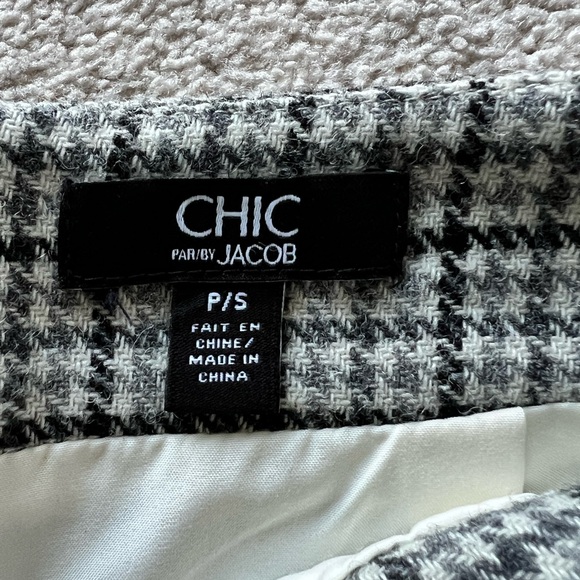 CHIC
PAR/BY JACOB
P/S
FAIT EN
CHINE/
MADE IN
CHINA